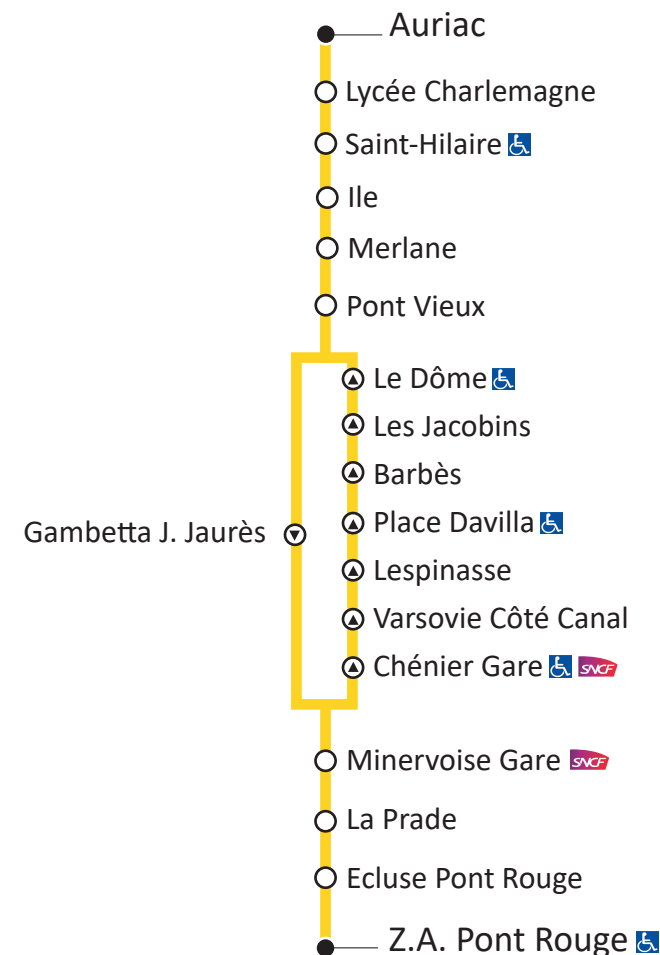 Auriac
Lycée Charlemagne
Saint-Hilaire
Ile
Merlane
Pont Vieux
Le Dôme
Les Jacobins
Barbès
Place Davilla
Gambetta J. Jaurès
Lespinasse
Varsovie Côté Canal
Chénier Gare SNCF
Minervoise Gare SNCF
La Prade
Ecluse Pont Rouge
Z.A. Pont Rouge